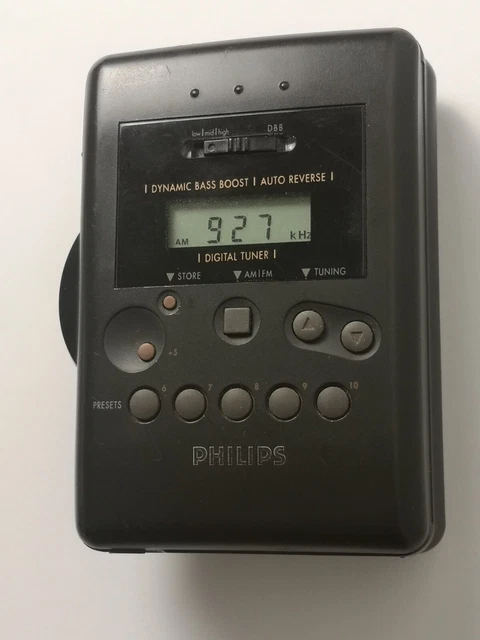 low | mid | high DBB
| DYNAMIC BASS BOOST | AUTO REVERSE |
AM 927 kHz
| DIGITAL TUNER |
▼ STORE ▼ AM|FM ▼ TUNING
+5
6 7 8 9 10
PRESETS
PHILIPS